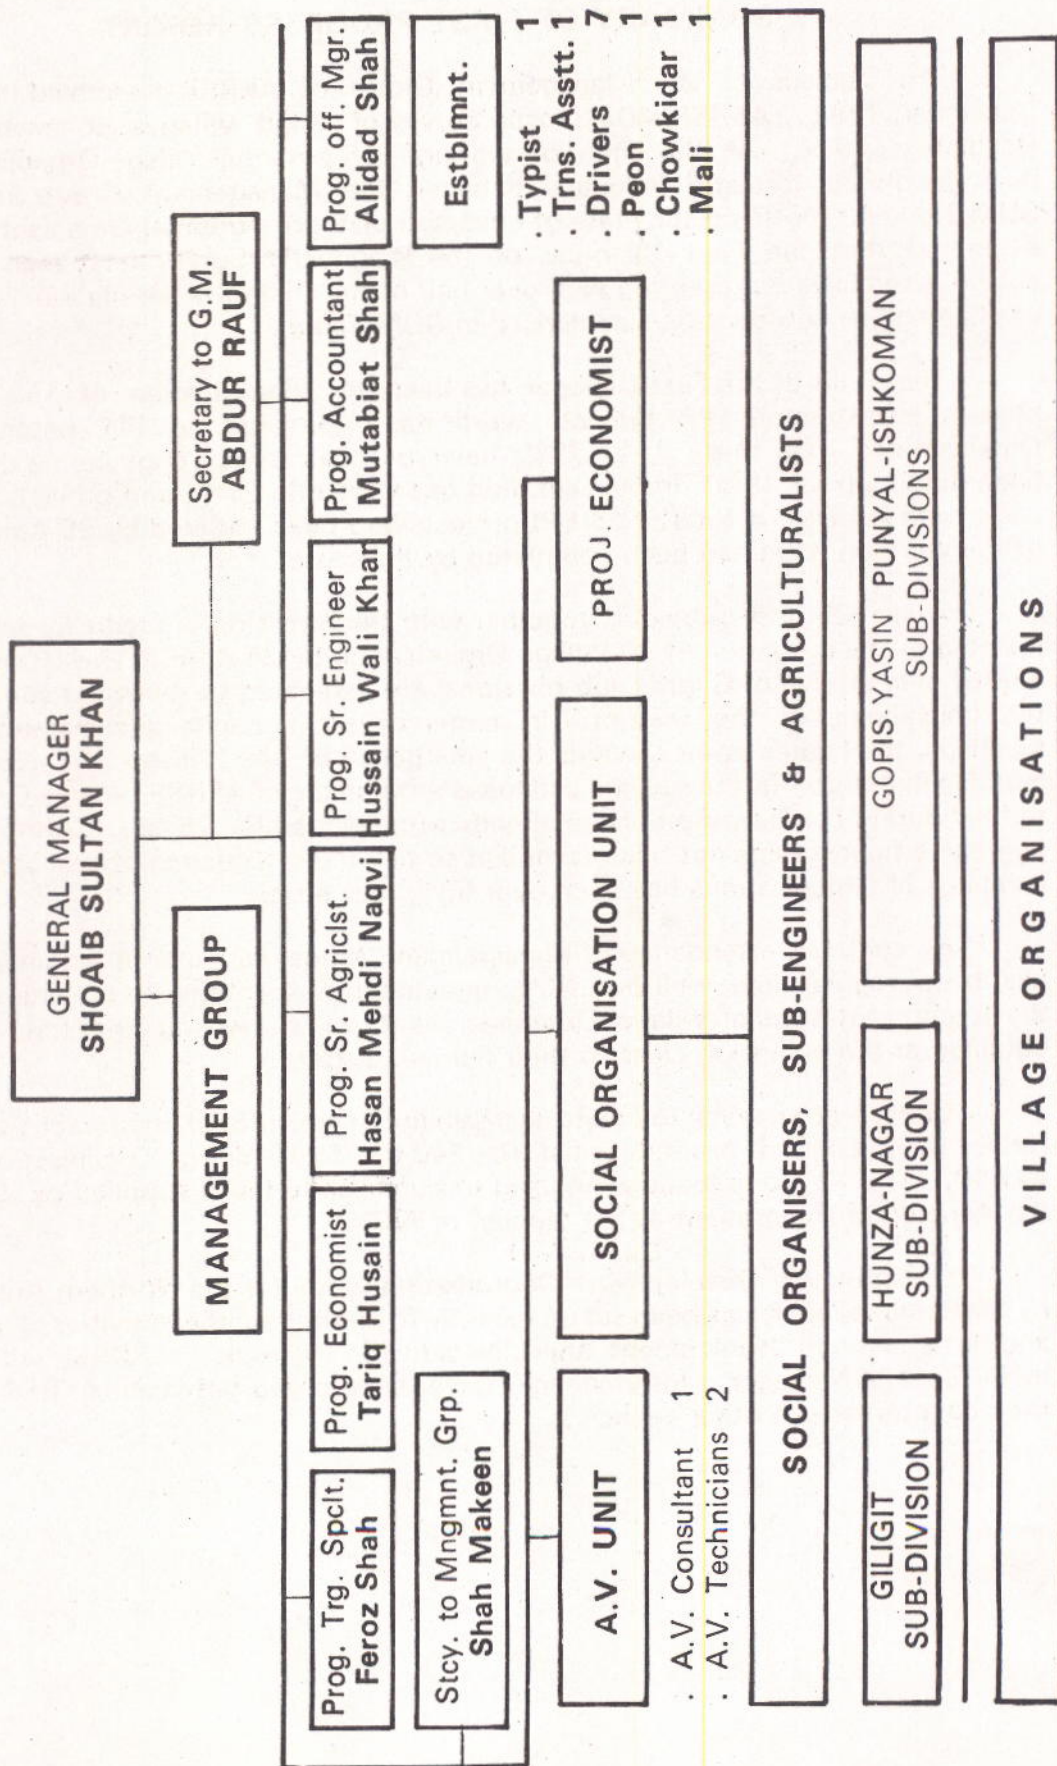 GENERAL MANAGER
SHOAIB SUTAN KHAN
Secretary to G.M.
ABDUR RAUF
MANAGEMENT GROUP
Prog. Trg. Spclt.
Feroz Shah
Prog. Economist
Tariq Husain
Prog. Sr. Agriclst.
Hasan Mehdi Naqvi
Prog. Sr. Engineer
Hussain Wali Khan
Prog. Accountant
Mutabiat Shah
Prog off. Mgr.
Alidad Shah
Stcy. to Mngmnt. Grp.
Shah Makeen
Estblmnt.
. Typist 1
. Trns. Asstt. 1
. Drivers 7
. Peon 1
. Chowkidar 1
. Mali 1
A.V. UNIT
SOCIAL ORGANISATION UNIT
PROJ ECONOMIST
. A.V. Consultant 1
. A.V. Technicians 2
SOCIAL ORGANISERS, SUB-ENGINEERS & AGRICULTURALISTS
GILIGIT
SUB-DIVISION
HUNZA-NAGAR
SUB-DIVISION
GOPIS-YASIN PUNYAL-ISHKOMAN
SUB-DIVISIONS
VILLAGE ORGANISATIONS